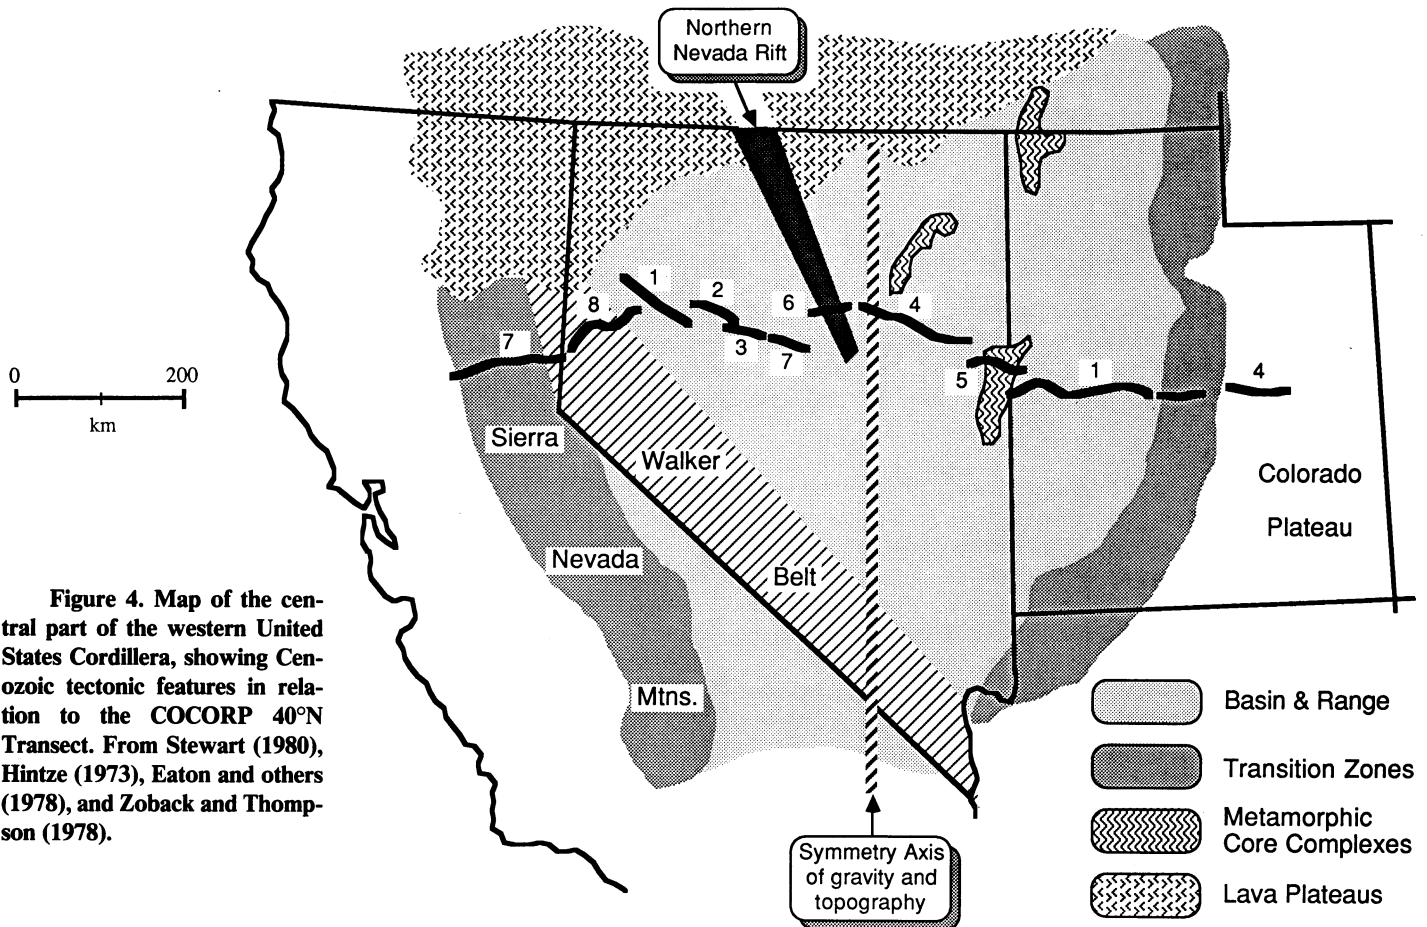 Northern
Nevada Rift
1
2
8
6
4
7
3
7
5
1
4
0 200
km
Sierra
Walker
Colorado
Plateau
Nevada
Belt
Mtns.
Figure 4. Map of the cen-
tral part of the western United
States Cordillera, showing Cen-
ozoic tectonic features in rela-
tion to the COCORP 40°N
Transect. From Stewart (1980),
Hintze (1973), Eaton and others
(1978), and Zoback and Thomp-
son (1978).
Symmetry Axis
of gravity and
topography
Basin & Range
Transition Zones
Metamorphic
Core Complexes
Lava Plateaus